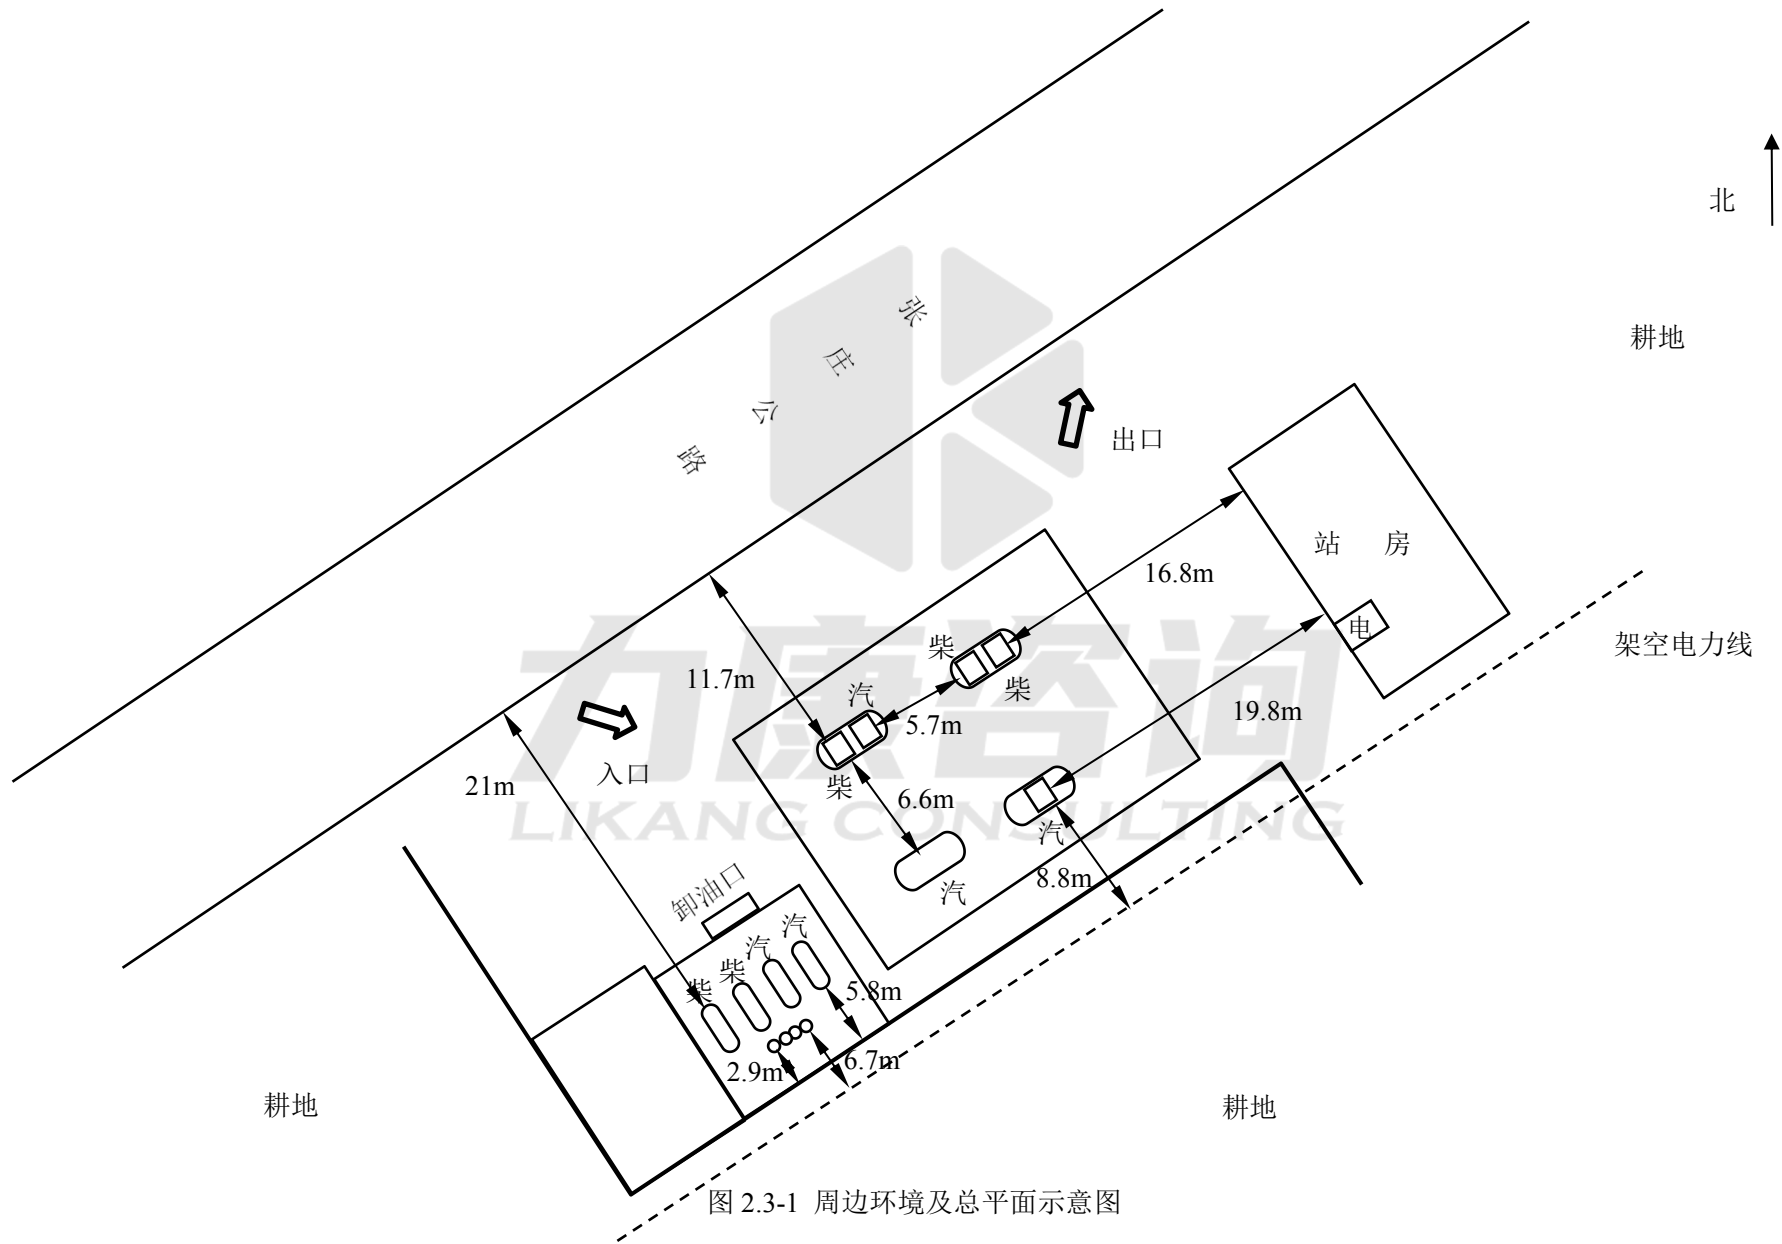 北
张庄公路
耕地
出口
站 房
16.8m
电
架空电力线
柴
柴
11.7m
汽
5.7m
19.8m
柴
入口
21m
6.6m
汽
8.8m
汽
卸油口
汽
汽
柴
柴
5.8m
6.7m
2.9m
耕地
耕地
力康咨询
LIKANG CONSULTING
图 2.3-1 周边环境及总平面示意图